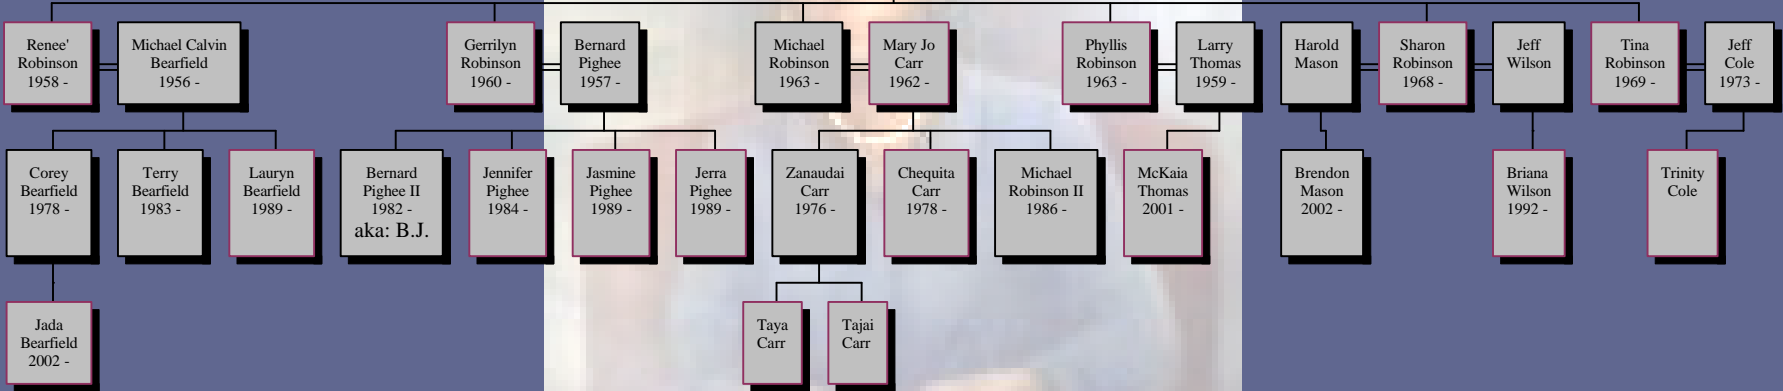 Renee'
Robinson
1958 -
Michael Calvin
Bearfield
1956 -
Gerrilyn
Robinson
1960 -
Bernard
Pighee
1957 -
Michael
Robinson
1963 -
Mary Jo
Carr
1962 -
Phyllis
Robinson
1963 -
Larry
Thomas
1959 -
Harold
Mason
Sharon
Robinson
1968 -
Jeff
Wilson
Tina
Robinson
1969 -
Jeff
Cole
1973 -
Corey
Bearfield
1978 -
Terry
Bearfield
1983 -
Lauryn
Bearfield
1989 -
Bernard
Pighee II
1982 -
aka: B.J.
Jennifer
Pighee
1984 -
Jasmine
Pighee
1989 -
Jerra
Pighee
1989 -
Zanaudai
Carr
1976 -
Chequita
Carr
1978 -
Michael
Robinson II
1986 -
McKaia
Thomas
2001 -
Brendon
Mason
2002 -
Briana
Wilson
1992 -
Trinity
Cole
Jada
Bearfield
2002 -
Taya
Carr
Tajai
Carr